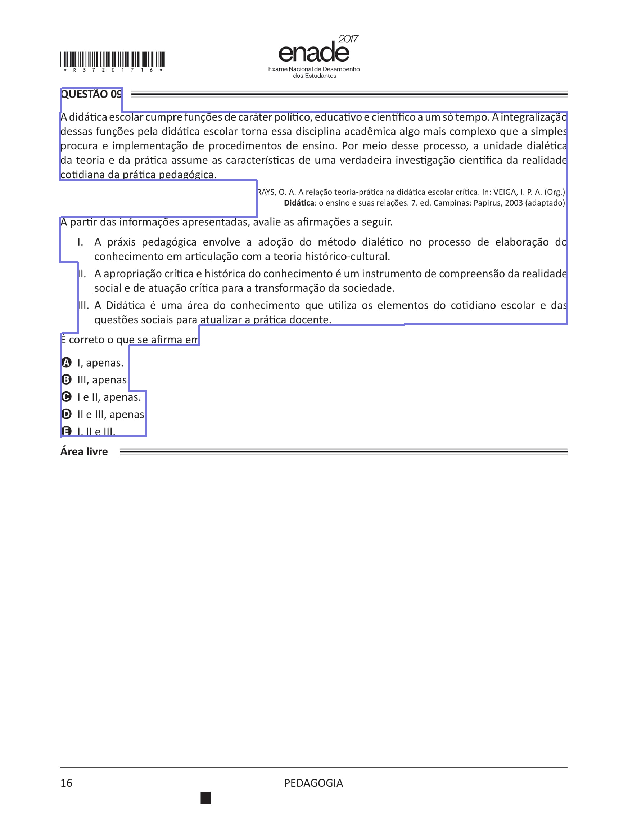 *R3720171 6*
enade 2017
Exame Nacional de Desempenho
dos Estudantes
QUESTÃO 09
A didática escolar cumpre funções de caráter político, educativo e científico a um só tempo. A integralização
dessas funções pela didática escolar torna essa disciplina acadêmica algo mais complexo que a simples
procura e implementação de procedimentos de ensino. Por meio desse processo, a unidade dialética
da teoria e da prática assume as características de uma verdadeira investigação científica da realidade
cotidiana da prática pedagógica.
RAYS, O. A. A relação teoria-prática na didática escolar crítica. In: VEIGA, I. P. A. (Org.)
Didática: o ensino e suas relações. 7. ed. Campinas: Papirus, 2003 (adaptado)
A partir das informações apresentadas, avalie as afirmações a seguir.
I. A práxis pedagógica envolve a adoção do método dialético no processo de elaboração do
conhecimento em articulação com a teoria histórico-cultural.
II. A apropriação crítica e histórica do conhecimento é um instrumento de compreensão da realidade
social e de atuação crítica para a transformação da sociedade.
III. A Didática é uma área do conhecimento que utiliza os elementos do cotidiano escolar e das
questões sociais para atualizar a prática docente.
É correto o que se afirma em
A I, apenas.
B III, apenas
C I e II, apenas.
D II e III, apenas
E I, II e III.
Área livre
16 PEDAGOGIA